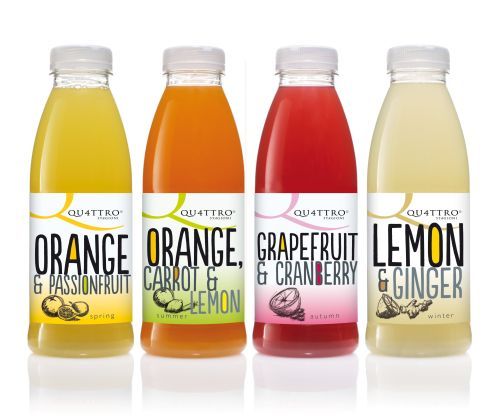 QU4TTRO®
STAGIONI
ORANGE
& PASSIONFRUIT
spring
QU4TTRO®
STAGIONI
ORANGE,
CARROT &
LEMON
summer
QU4TTRO®
STAGIONI
GRAPEFRUIT
& CRANBERRY
autumn
QU4TTRO®
STAGIONI
LEMON
& GINGER
winter